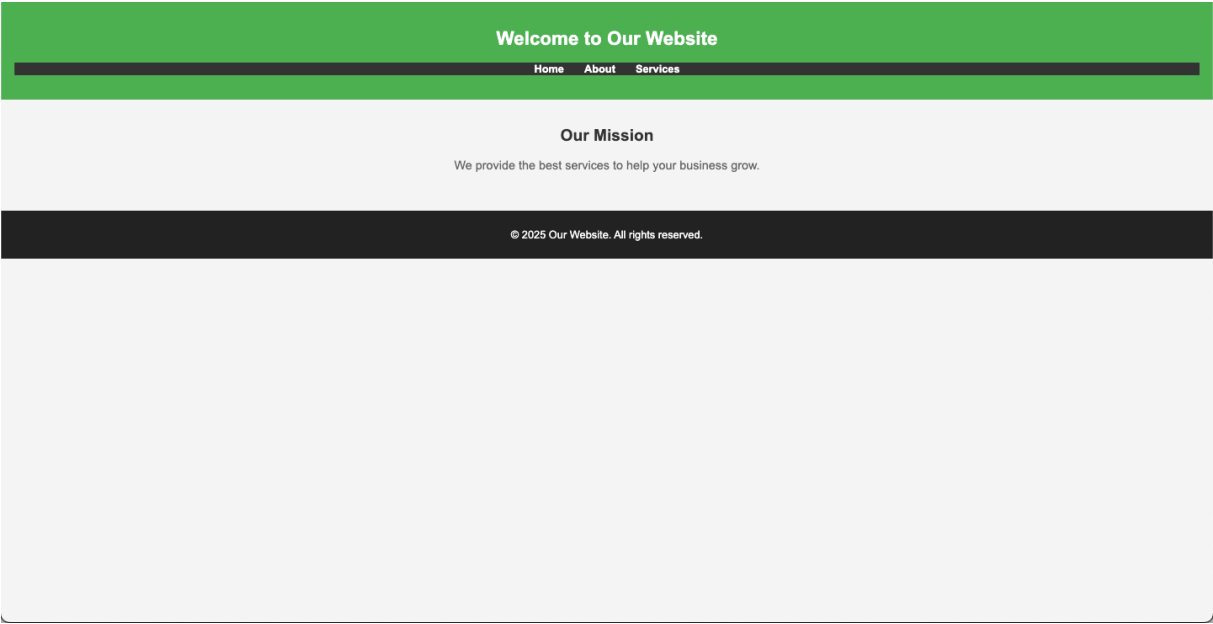 Welcome to Our Website
Home About Services
Our Mission
We provide the best services to help your business grow.
© 2025 Our Website. All rights reserved.